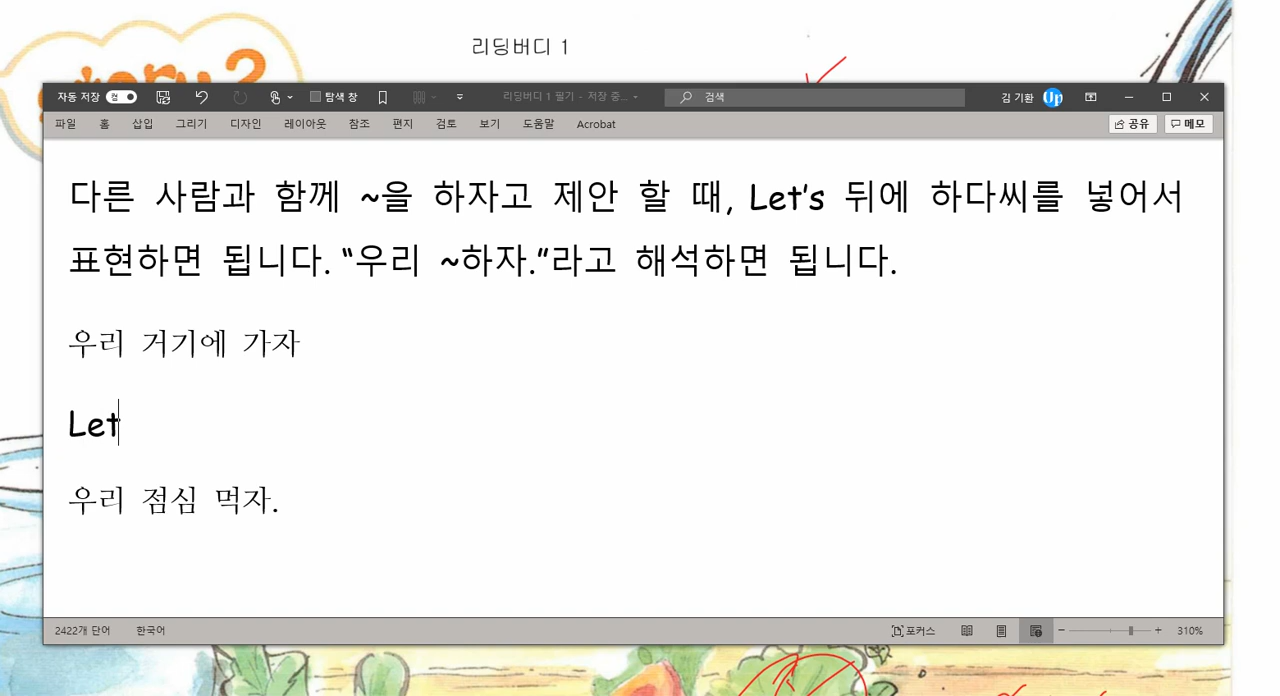 리딩버디 1
story 2
자동 저장 켬 탐색 창 리딩버디 1 필기 - 저장 중... 검색 김 기환 Up
파일 홈 삽입 그리기 디자인 레이아웃 참조 편지 검토 보기 도움말 Acrobat 공유 메모
다른 사람과 함께 ~을 하자고 제안 할 때, Let's 뒤에 하다씨를 넣어서
표현하면 됩니다. “우리 ~하자.”라고 해석하면 됩니다.
우리 거기에 가자
Let
우리 점심 먹자.
2422개 단어 한국어 포커스 310%